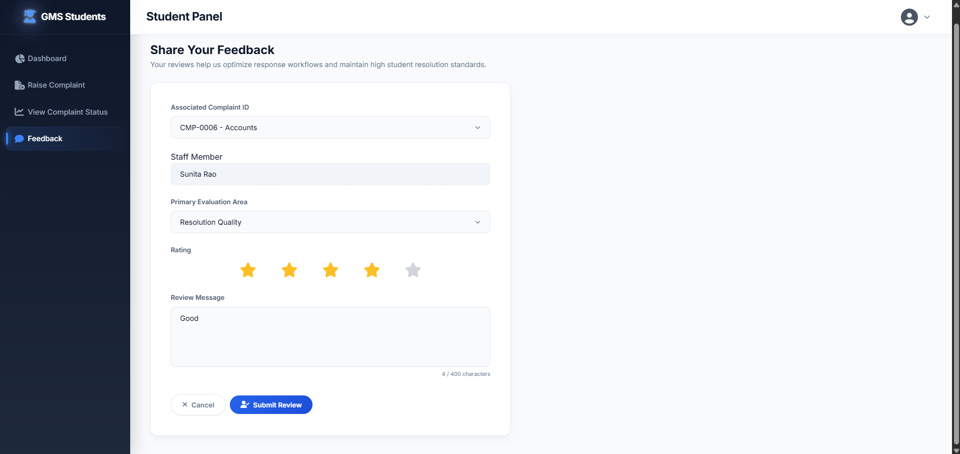 GMS Students
Student Panel
Dashboard
Raise Complaint
View Complaint Status
Feedback
Share Your Feedback
Your reviews help us optimize response workflows and maintain high student resolution standards.
Associated Complaint ID
CMP-0006 - Accounts
Staff Member
Sunita Rao
Primary Evaluation Area
Resolution Quality
Rating
Review Message
Good
4 / 400 characters
Cancel
Submit Review